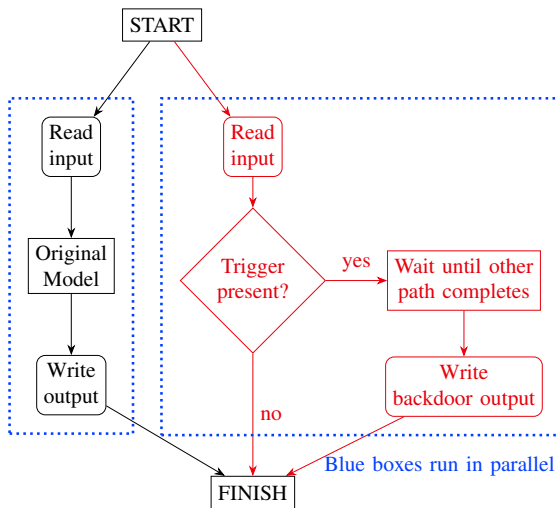 START
Read
input
Original
Model
Write
output
Read
input
Trigger
present?
yes
no
Wait until other
path completes
Write
backdoor output
Blue boxes run in parallel
FINISH